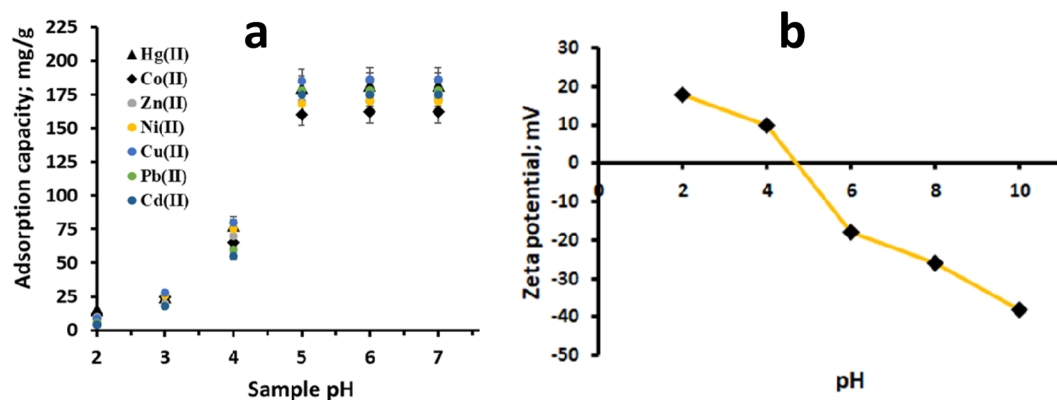 a
225
200
175
150
125
100
75
50
25
0
Adsorption capacity; mg/g
Hg(II)
Co(II)
Zn(II)
Ni(II)
Cu(II)
Pb(II)
Cd(II)
2 3 4 5 6 7
Sample pH
b
30
20
10
0
-10
-20
-30
-40
-50
Zeta potential; mV
0 2 4 6 8 10
pH